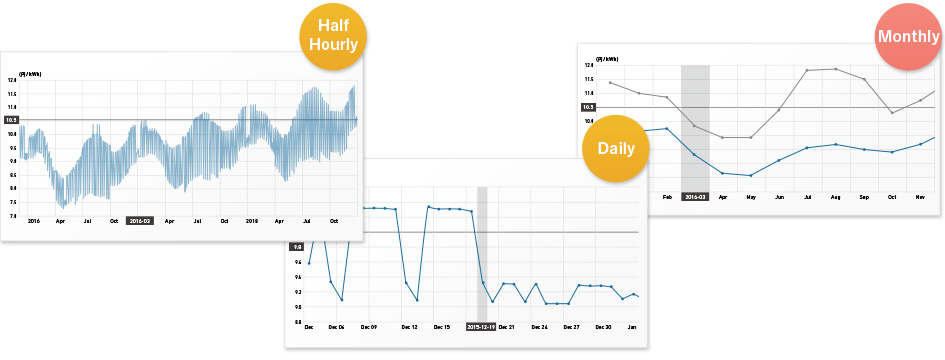 Half
Hourly
(円/kWh)
12.0
11.5
11.0
10.5
10.0
9.5
9.0
8.5
8.0
7.5
7.0
2016 Apr Jul Oct 2016-03 Apr Jul Oct 2019 Apr Jul Oct
Monthly
(円/kWh)
12.0
11.5
11.0
10.5
10.0
Feb 2016-03 Apr May Jun Jul Aug Sep Oct Nov
Daily
9.8
9.6
9.3
9.0
8.8
Dec Dec 06 Dec 09 Dec 12 Dec 15 2015-12-19 Dec 21 Dec 24 Dec 27 Dec 30 Jan